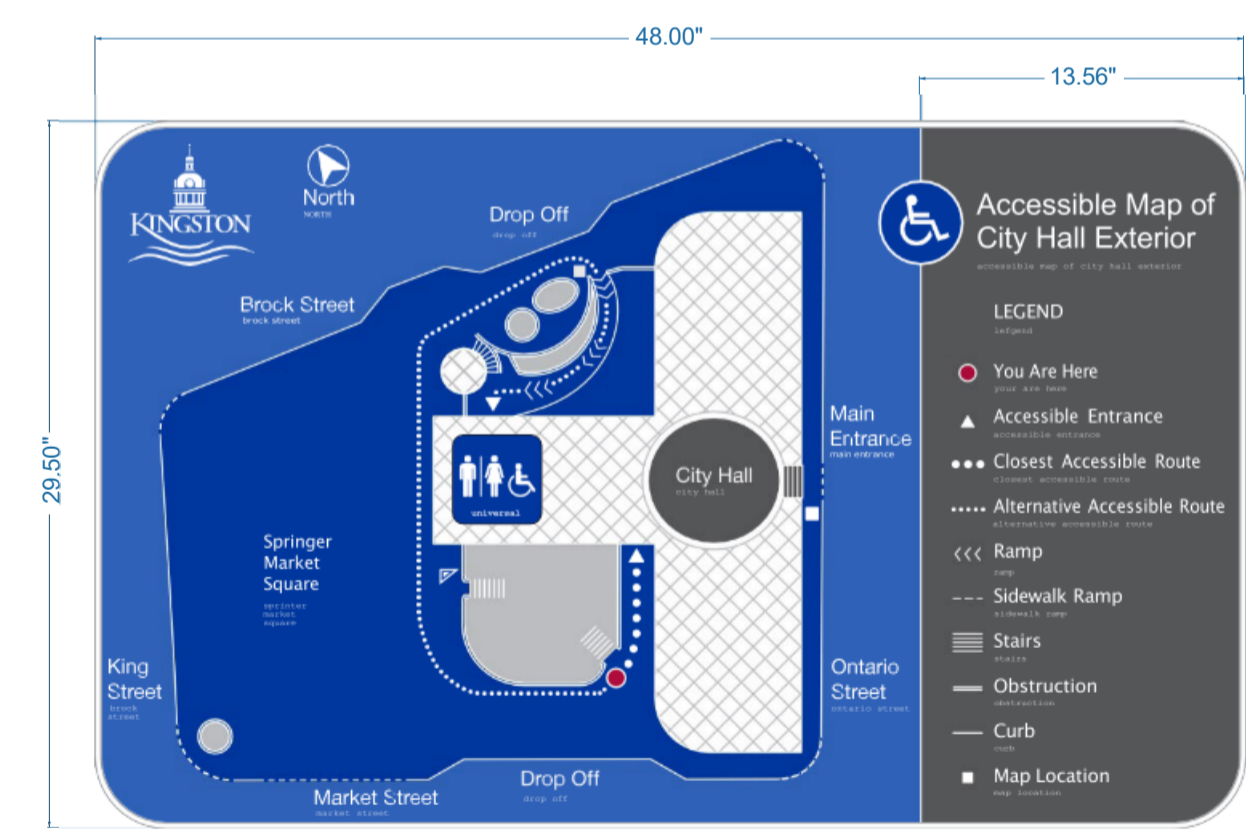 48.00"
13.56"
29.50"
KINGSTON
North
NORTH
Drop Off
drop off
Brock Street
brock street
Main
Entrance
main entrance
City Hall
city hall
universal
Springer
Market
Square
sprinter
market
square
King
Street
brock
street
Ontario
Street
ontario street
Drop Off
drop off
Market Street
market street
Accessible Map of
City Hall Exterior
accessible map of city hall exterior
LEGEND
lefgend
You Are Here
your are here
Accessible Entrance
accessible entrance
Closest Accessible Route
closest accessible route
Alternative Accessible Route
alternative accessible route
Ramp
ramp
Sidewalk Ramp
sidewalk ramp
Stairs
stairs
Obstruction
obstruction
Curb
curb
Map Location
map location